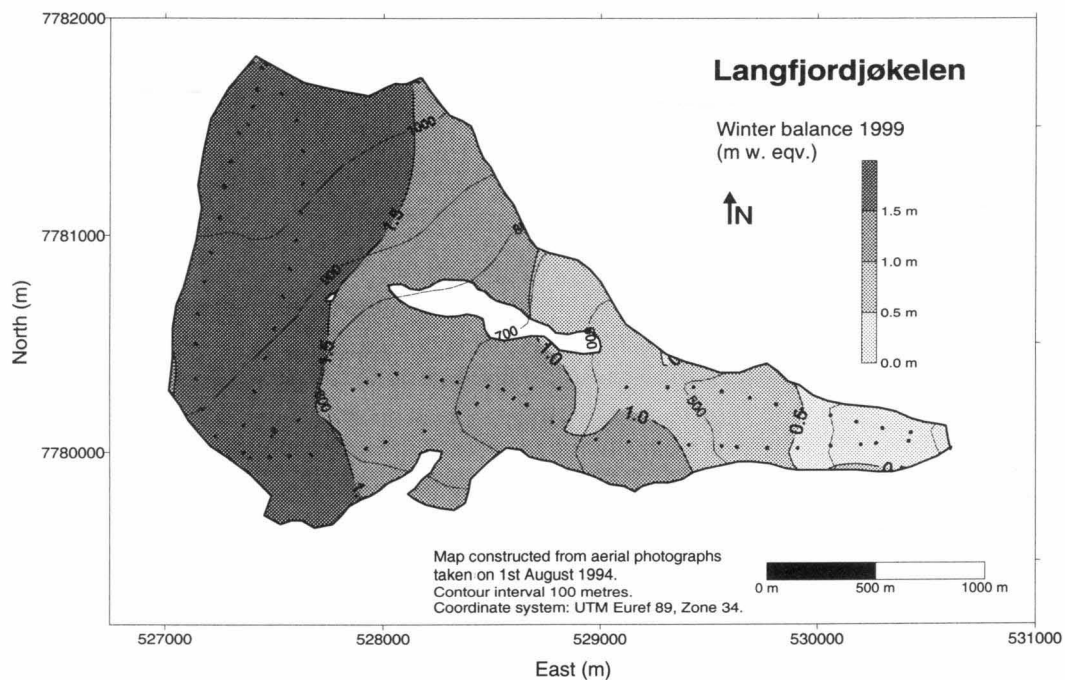 7782000
7781000
7780000
North (m)
Langfjordjøkelen
Winter balance 1999
(m w. eqv.)
N
1.5 m
1.0 m
0.5 m
0.0 m
1000
1.5
900
700
1.5
1.0
1.0
500
0.5
Map constructed from aerial photographs
taken on 1st August 1994.
Contour interval 100 metres.
Coordinate system: UTM Euref 89, Zone 34.
0 m
500 m
1000 m
527000
528000
529000
530000
531000
East (m)